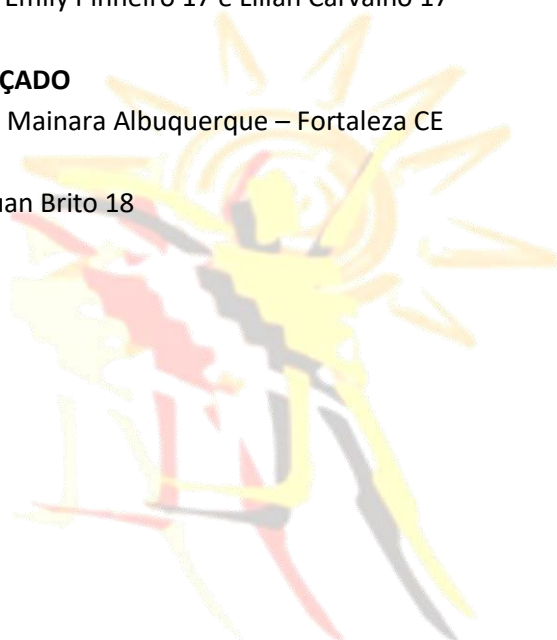 Emily Pinheiro 17 e Lilian Carvalho 17
ÇADO
Mainara Albuquerque – Fortaleza CE
uan Brito 18